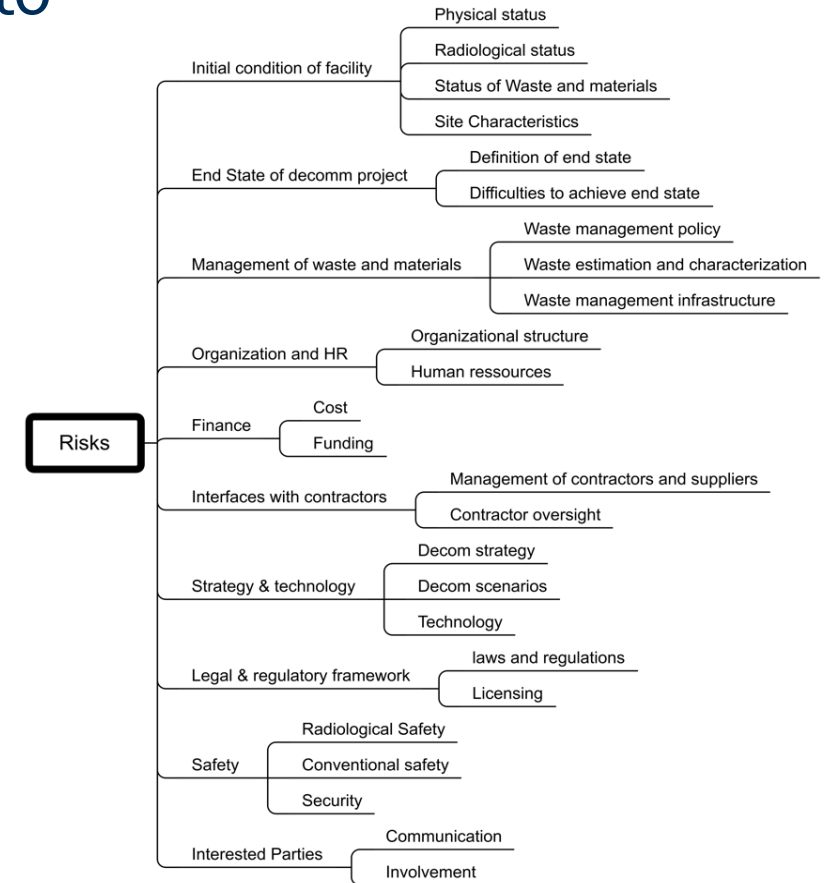 to
Risks
Initial condition of facility
Physical status
Radiological status
Status of Waste and materials
Site Characteristics
End State of decomm project
Definition of end state
Difficulties to achieve end state
Management of waste and materials
Waste management policy
Waste estimation and characterization
Waste management infrastructure
Organization and HR
Organizational structure
Human ressources
Finance
Cost
Funding
Interfaces with contractors
Management of contractors and suppliers
Contractor oversight
Strategy & technology
Decom strategy
Decom scenarios
Technology
Legal & regulatory framework
laws and regulations
Licensing
Safety
Radiological Safety
Conventional safety
Security
Interested Parties
Communication
Involvement